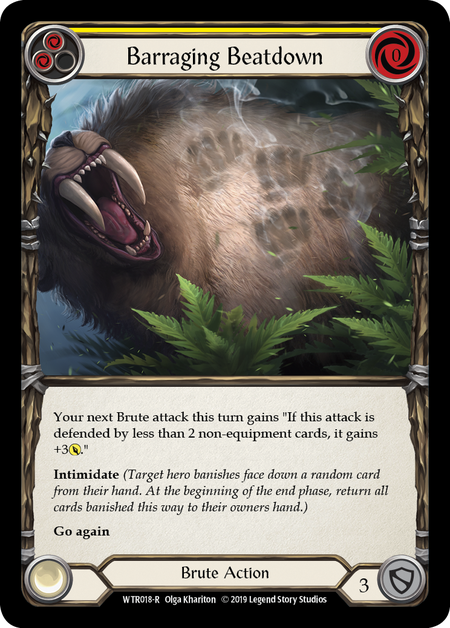 Barraging Beatdown
0
Your next Brute attack this turn gains "If this attack is
defended by less than 2 non-equipment cards, it gains
+3."
Intimidate (Target hero banishes face down a random card
from their hand. At the beginning of the end phase, return all
cards banished this way to their owners hand.)
Go again
Brute Action
3
WTR018-R Olga Khariton © 2019 Legend Story Studios